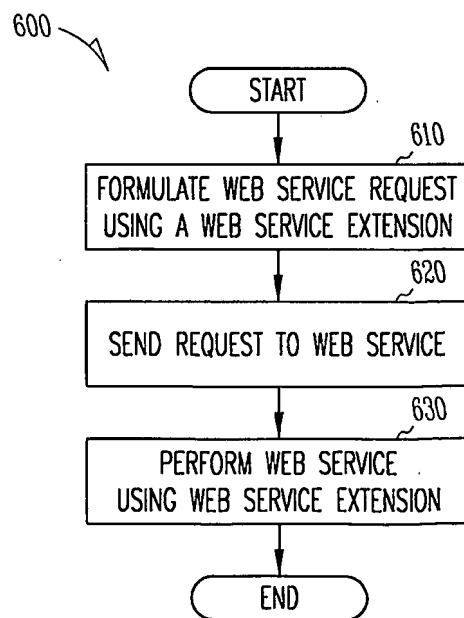 600
START
610
FORMULATE WEB SERVICE REQUEST
USING A WEB SERVICE EXTENSION
620
SEND REQUEST TO WEB SERVICE
630
PERFORM WEB SERVICE
USING WEB SERVICE EXTENSION
END